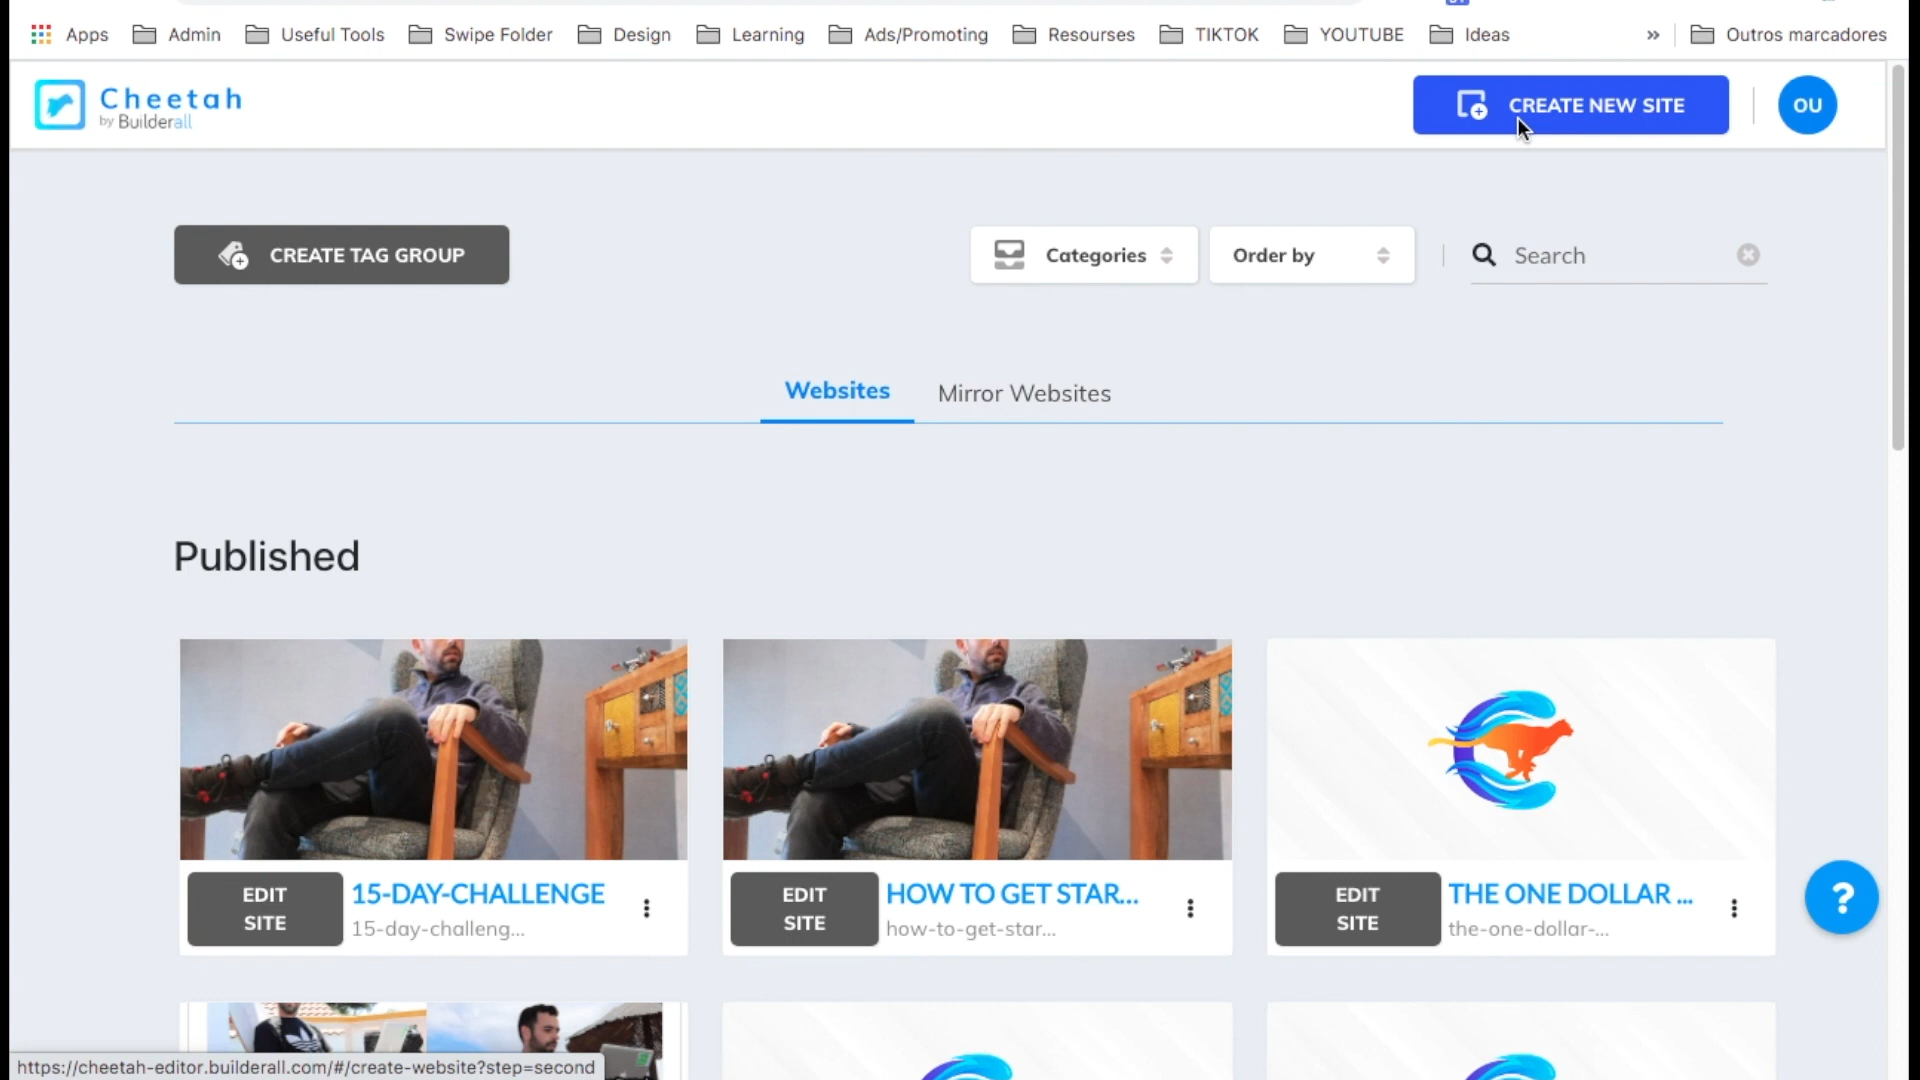 Apps Admin Useful Tools Swipe Folder Design Learning Ads/Promoting Resourses TIKTOK YOUTUBE Ideas » Outros marcadores
Cheetah
by Builderall
CREATE NEW SITE
OU
CREATE TAG GROUP
Categories
Order by
Search
Websites
Mirror Websites
Published
EDIT SITE
15-DAY-CHALLENGE
15-day-challeng...
EDIT SITE
HOW TO GET STAR...
how-to-get-star...
EDIT SITE
THE ONE DOLLAR ...
the-one-dollar-...
?
https://cheetah-editor.builderall.com/#/create-website?step=second